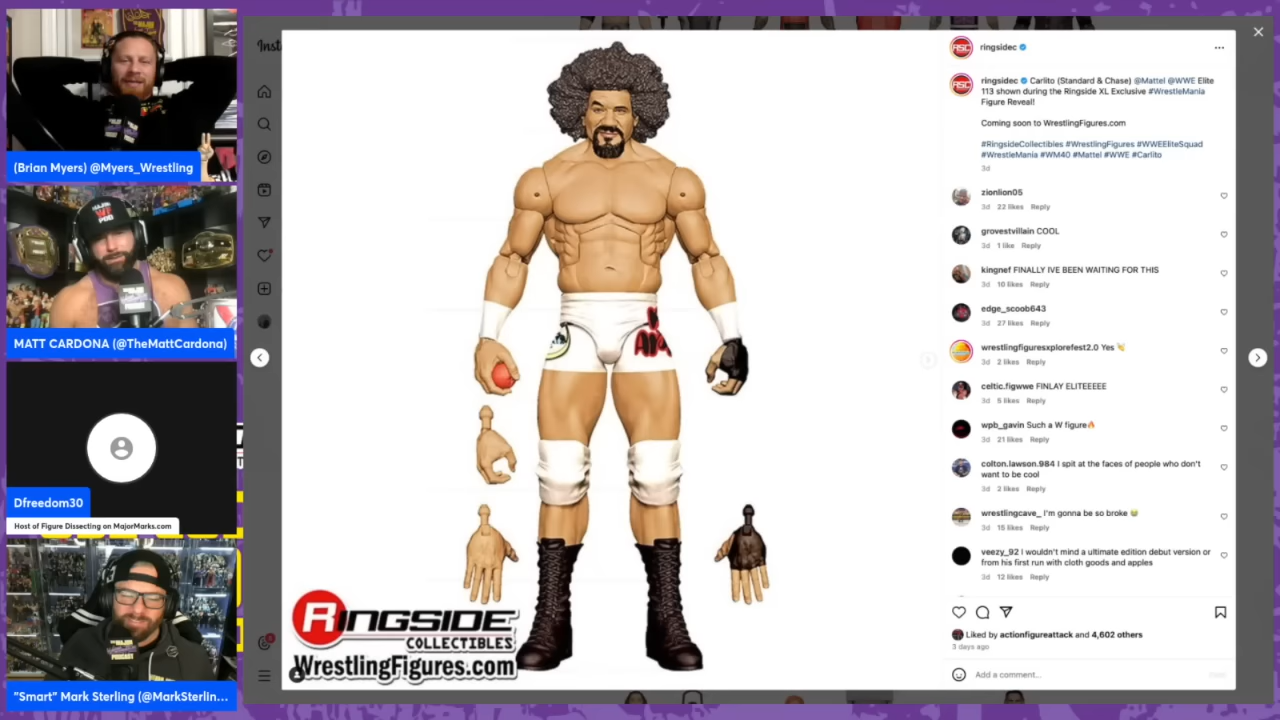 (Brian Myers) @Myers_Wrestling
MATT CARDONA (@TheMattCardona)
Dfreedom30
Host of Figure Dissecting on MajorMarks.com
"Smart" Mark Sterling (@MarkSterlin...
Inst
RINGSIDE
COLLECTIBLES
WrestlingFigures.com
RSC
ringsidec
ringsidec Carlito (Standard & Chase) @Mattel @WWE Elite
113 shown during the Ringside XL Exclusive #WrestleMania
Figure Reveal!
Coming soon to WrestlingFigures.com
#RingsideCollectibles #WrestlingFigures #WWEEliteSquad
#WrestleMania #WM40 #Mattel #WWE #Carlito
3d
zionlion05
3d 22 likes Reply
grovestvillain COOL
3d 1 like Reply
kingnef FINALLY IVE BEEN WAITING FOR THIS
3d 10 likes Reply
edge_scoob643
3d 27 likes Reply
wrestlingfiguresxplorefest2.0 Yes 👏
3d 2 likes Reply
celtic.figwwe FINLAY ELITEEEEE
3d 5 likes Reply
wpb_gavin Such a W figure🔥
3d 21 likes Reply
colton.lawson.984 I spit at the faces of people who don't
want to be cool
3d 2 likes Reply
wrestlingcave_ I'm gonna be so broke 😭
3d 15 likes Reply
veezy_92 I wouldn't mind a ultimate edition debut version or
from his first run with cloth goods and apples
3d 12 likes Reply
Liked by actionfigureattack and 4,602 others
3 days ago
Add a comment...